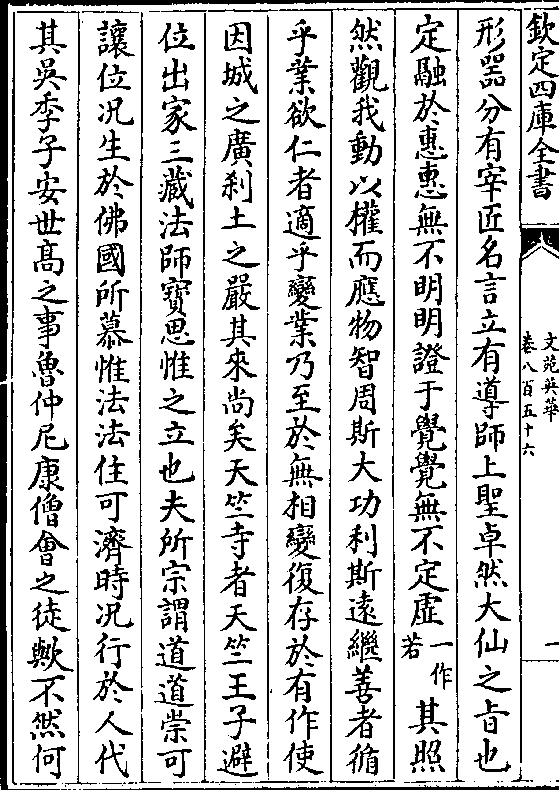 欽定四庫全書
文苑英華
卷八百五十六
一
形器分有宰匠名言立有導師上聖卓然大仙之旨也
定融於惠惠無不明明證于覺覺無不定虛一作若其照
然觀我動以權而應物智周斯大功利斯遠繼善者循
乎業欲仁者適乎變業乃至於無相變復存於有作使
因城之廣刹土之嚴其來尚矣天竺寺者天竺王子避
位出家三藏法師寶思惟之立也夫所宗謂道道崇可
讓位况生於佛國所慕惟法法住可濟時况行於人代
其吳季子安世髙之事魯仲尼康僧會之徒歟不然何